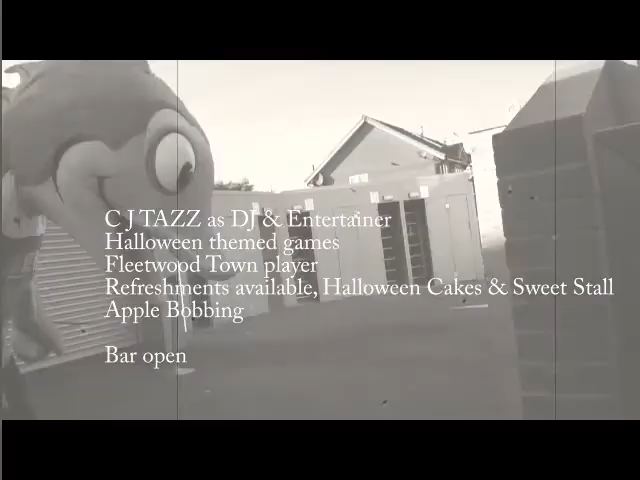 C J TAZZ as DJ & Entertainer
Halloween themed games
Fleetwood Town player
Refreshments available, Halloween Cakes & Sweet Stall
Apple Bobbing
Bar open